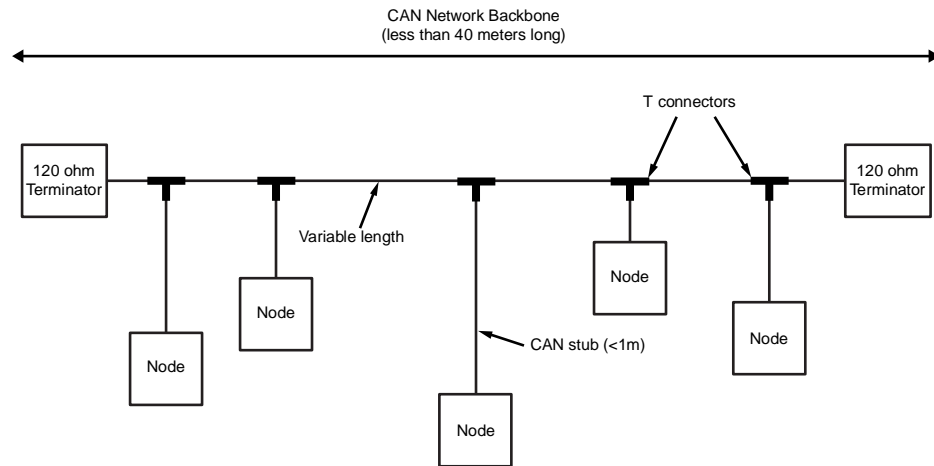 CAN Network Backbone
(less than 40 meters long)
T connectors
120 ohm
Terminator
120 ohm
Terminator
Variable length
Node
Node
Node
Node
CAN stub (<1m)
Node